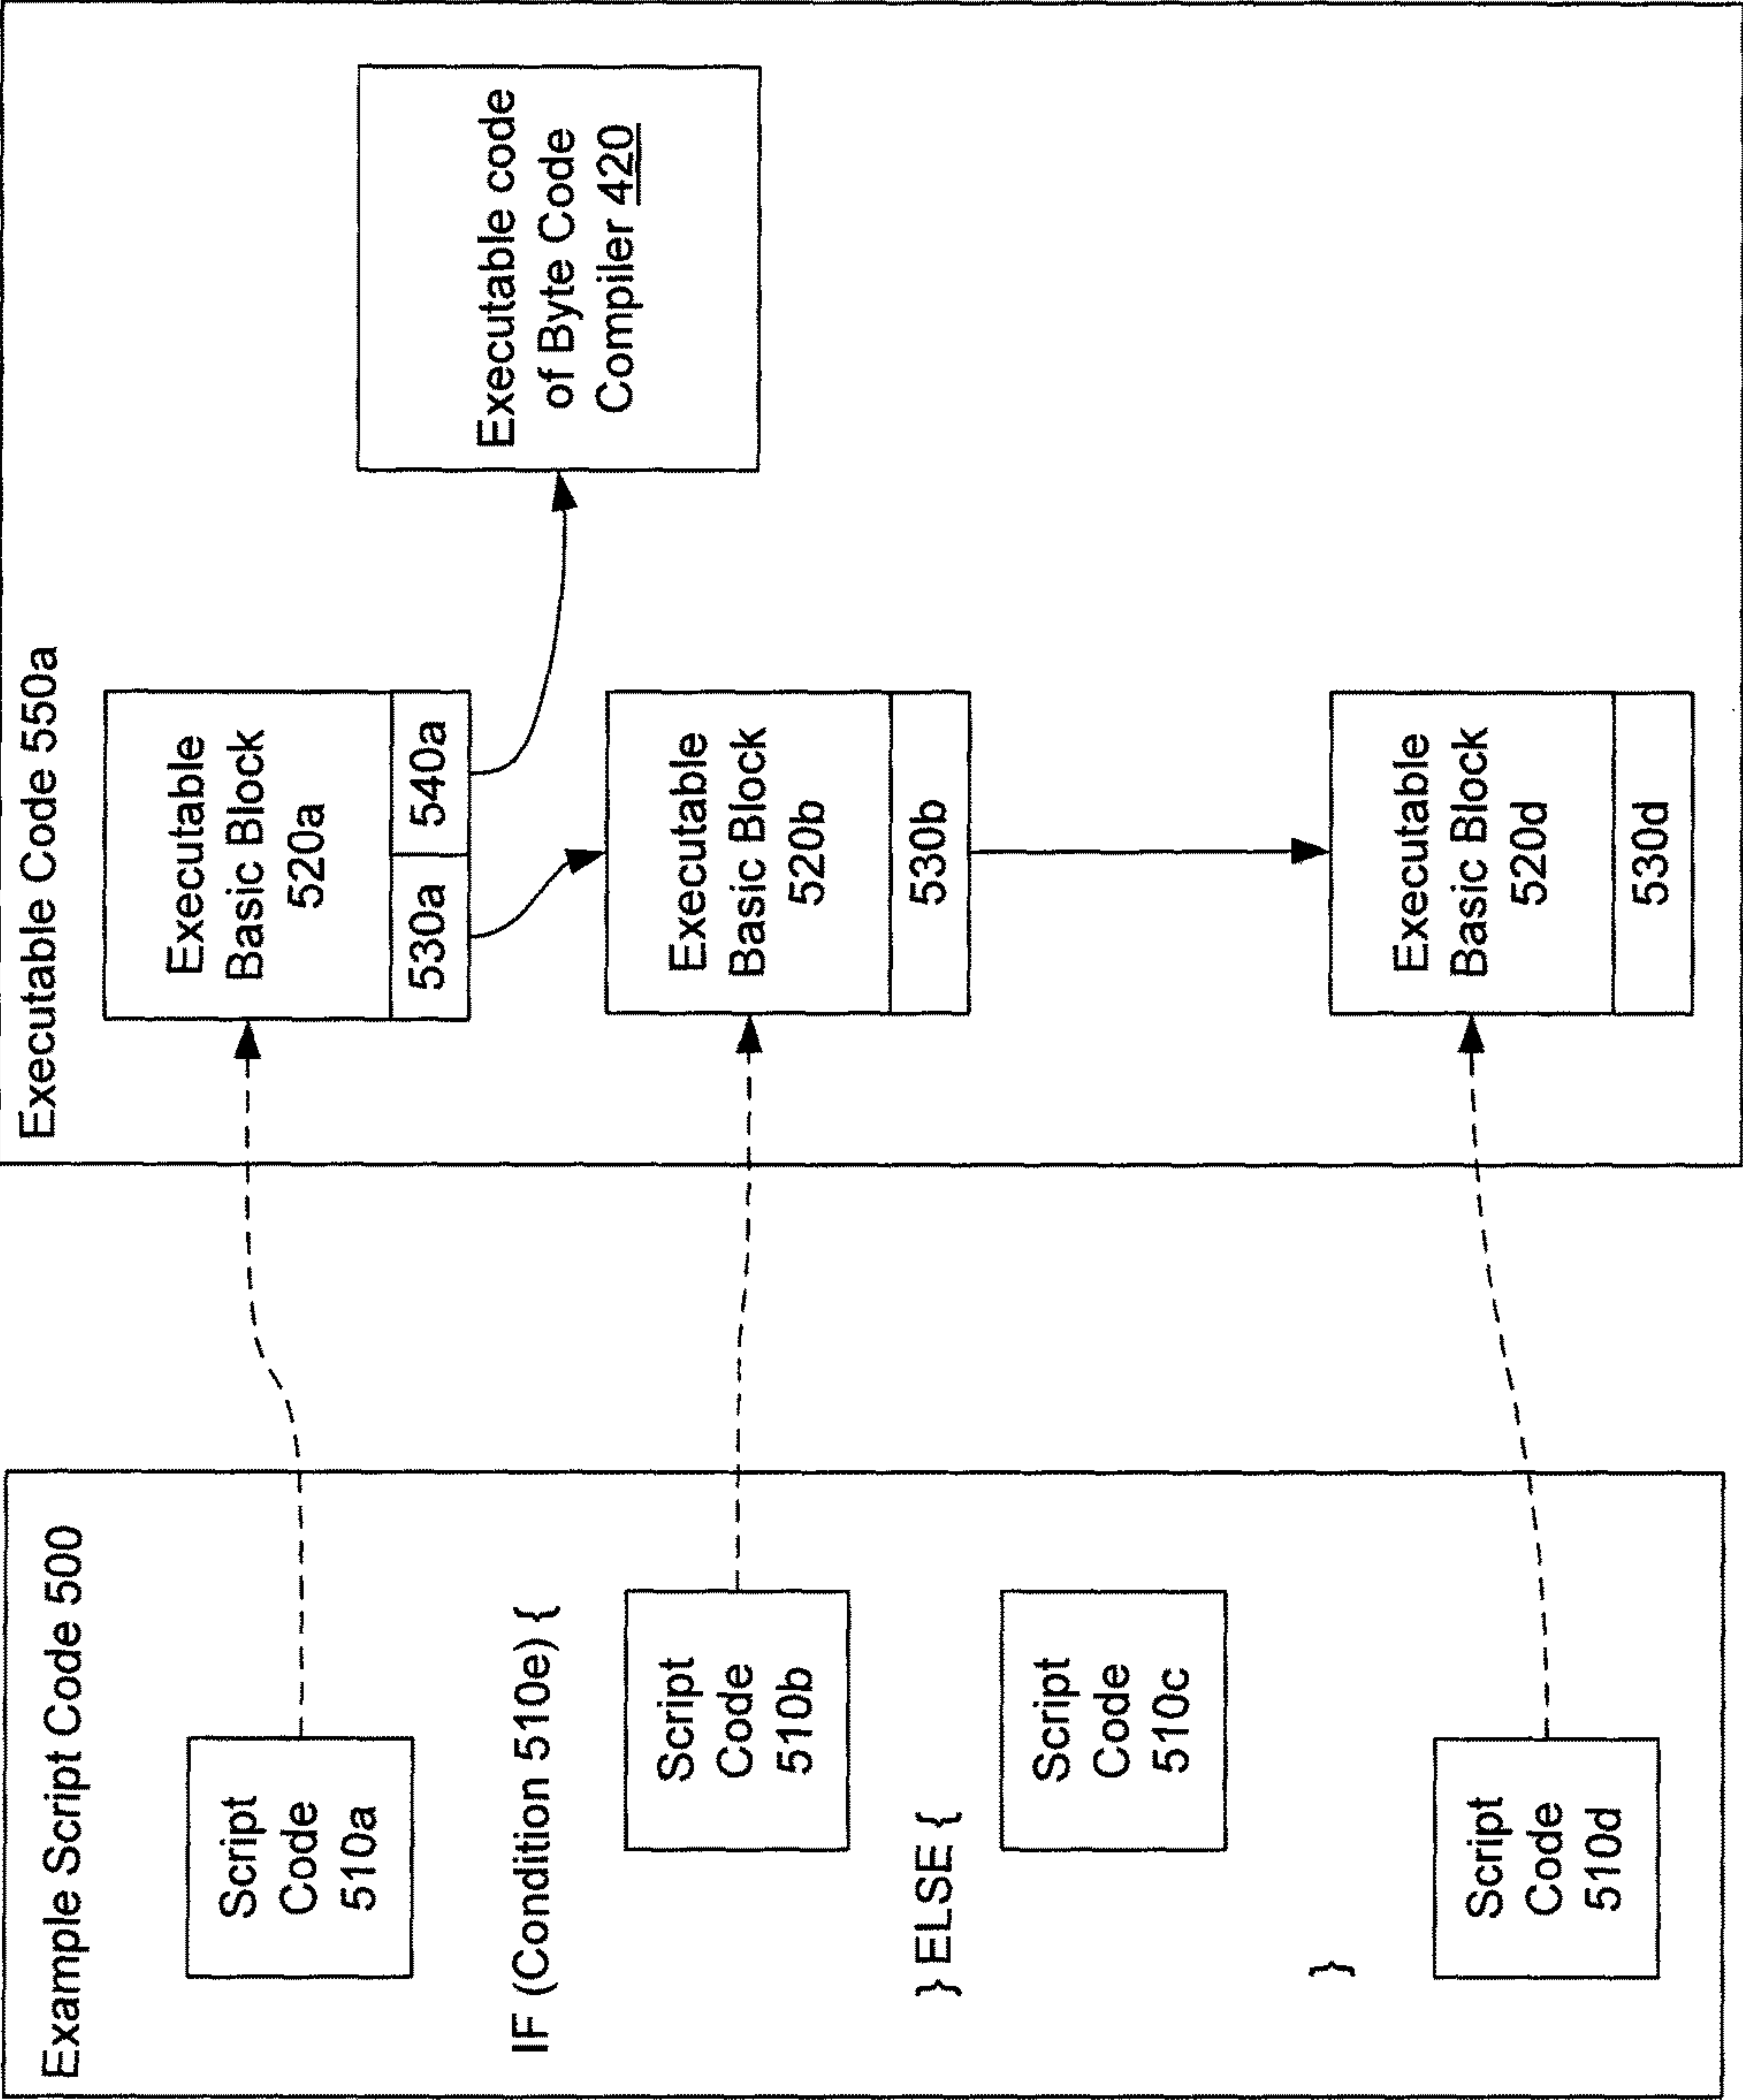 Example Script Code 500
Script
Code
510a
IF (Condition 510e) {
Script
Code
510b
} ELSE {
Script
Code
510c
}
Script
Code
510d
Executable Code 550a
Executable
Basic Block
520a
530a
540a
Executable code
of Byte Code
Compiler 420
Executable
Basic Block
520b
530b
Executable
Basic Block
520d
530d